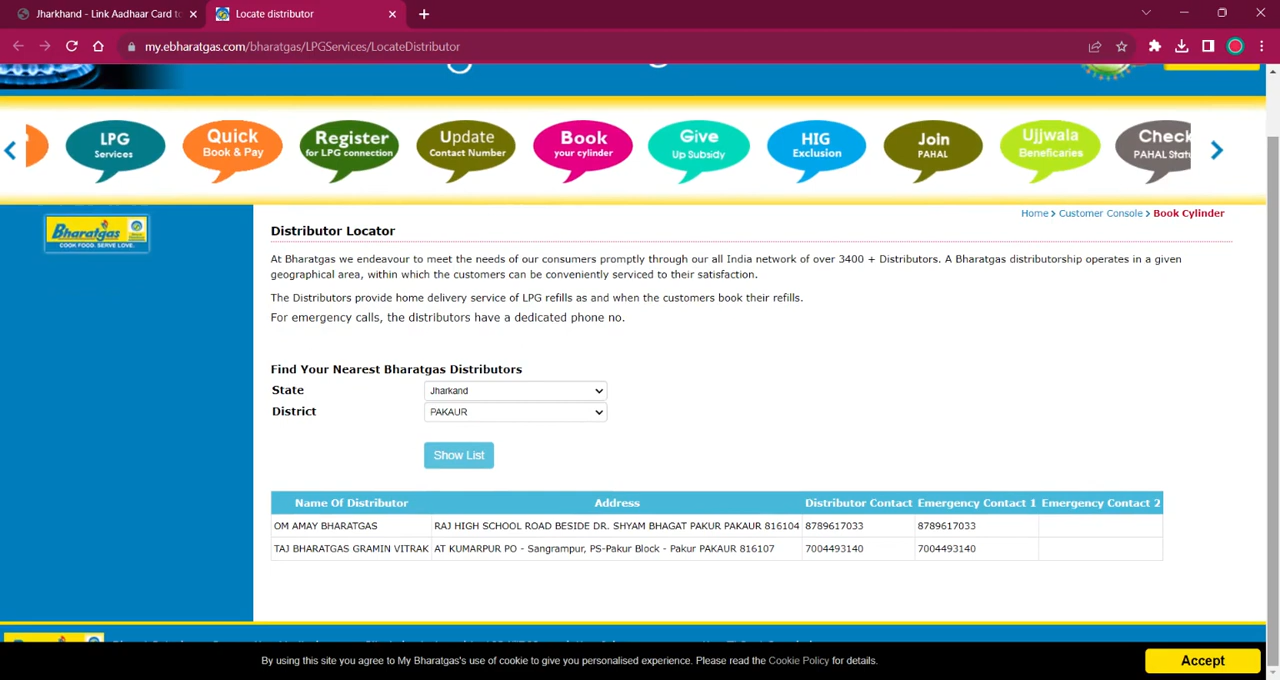 Jharkhand - Link Aadhaar Card to
Locate distributor
my.ebharatgas.com/bharatgas/LPGServices/LocateDistributor
LPG
Services
Quick
Book & Pay
Register
for LPG connection
Update
Contact Number
Book
your cylinder
Give
Up Subsidy
HIG
Exclusion
Join
PAHAL
Ujjwala
Beneficiaries
Check
PAHAL Statu
Bharatgas
COOK FOOD. SERVE LOVE.
Home > Customer Console > Book Cylinder
Distributor Locator
At Bharatgas we endeavour to meet the needs of our consumers promptly through our all India network of over 3400 + Distributors. A Bharatgas distributorship operates in a given
geographical area, within which the customers can be conveniently serviced to their satisfaction.
The Distributors provide home delivery service of LPG refills as and when the customers book their refills.
For emergency calls, the distributors have a dedicated phone no.
Find Your Nearest Bharatgas Distributors
State Jharkand
District PAKAUR
Show List
Name Of Distributor Address Distributor Contact Emergency Contact 1 Emergency Contact 2
OM AMAY BHARATGAS RAJ HIGH SCHOOL ROAD BESIDE DR. SHYAM BHAGAT PAKUR PAKAUR 816104 8789617033 8789617033
TAJ BHARATGAS GRAMIN VITRAK AT KUMARPUR PO - Sangrampur, PS-Pakur Block - Pakur PAKAUR 816107 7004493140 7004493140
By using this site you agree to My Bharatgas's use of cookie to give you personalised experience. Please read the Cookie Policy for details.
Accept